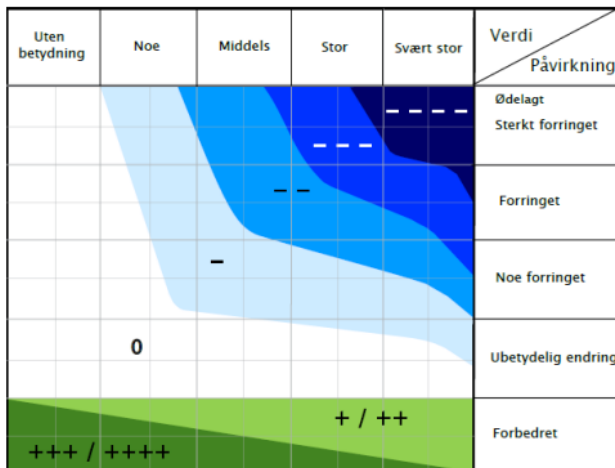 Uten
betydning
Noe
Middels
Stor
Svært stor
Verdi
Påvirkning
Ødelagt
Sterkt forringet
Forringet
Noe forringet
Ubetydelig endring
Forbedret
− − − −
− − −
− −
−
0
+ / ++
+++ / ++++